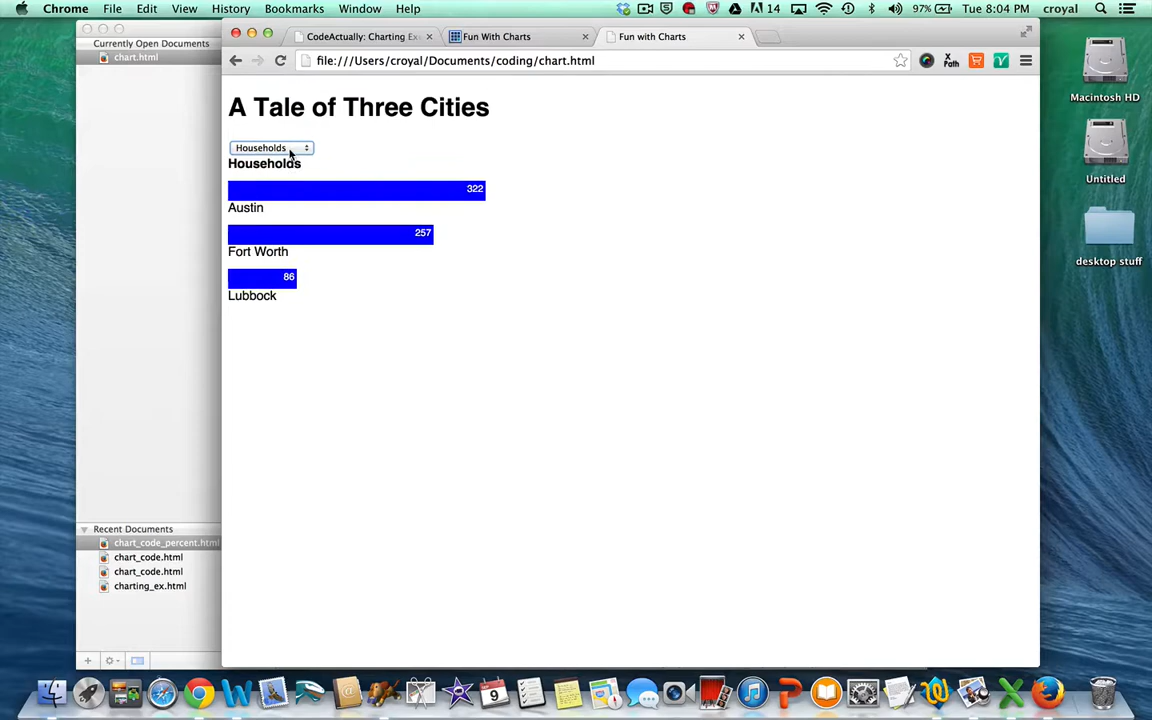 Chrome File Edit View History Bookmarks Window Help 14 97% Tue 8:04 PM croyal
Currently Open Documents
chart.html
CodeActually: Charting Ex Fun With Charts Fun with Charts
file:///Users/croyal/Documents/coding/chart.html
X Path
A Tale of Three Cities
Households
Households
322
Austin
257
Fort Worth
86
Lubbock
Macintosh HD
Untitled
desktop stuff
Recent Documents
chart_code_percent.html
chart_code.html
chart_code.html
charting_ex.html